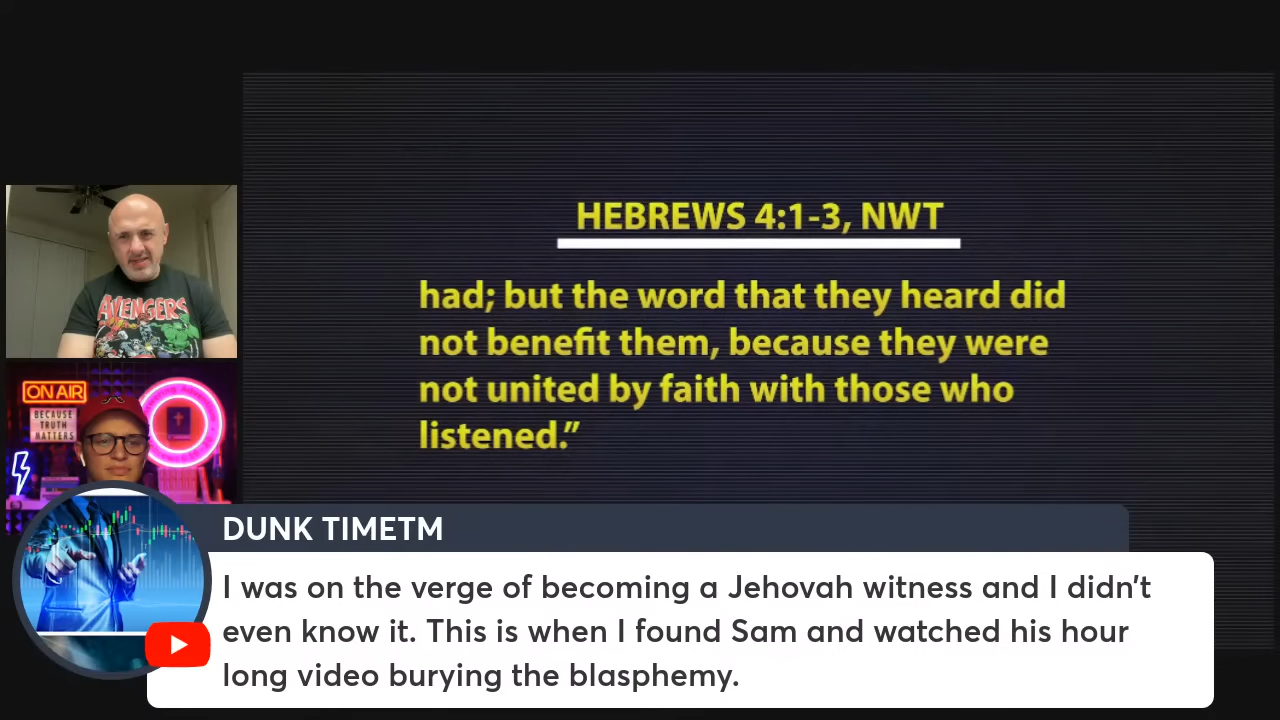 HEBREWS 4:1-3, NWT
had; but the word that they heard did
not benefit them, because they were
not united by faith with those who
listened.”
AVENGERS
ON AIR
BECAUSE
TRUTH
MATTERS
DUNK TIMETM
I was on the verge of becoming a Jehovah witness and I didn't
even know it. This is when I found Sam and watched his hour
long video burying the blasphemy.